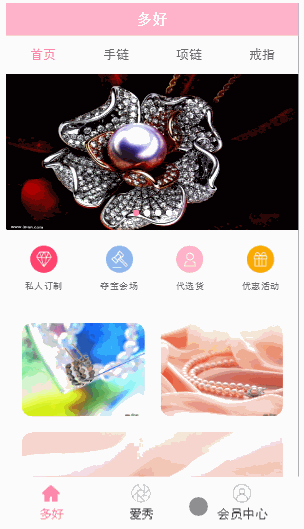 多好
首页 手链 项链 戒指
私人订制 夺宝会场 代选货 优惠活动
多好 爱秀 会员中心